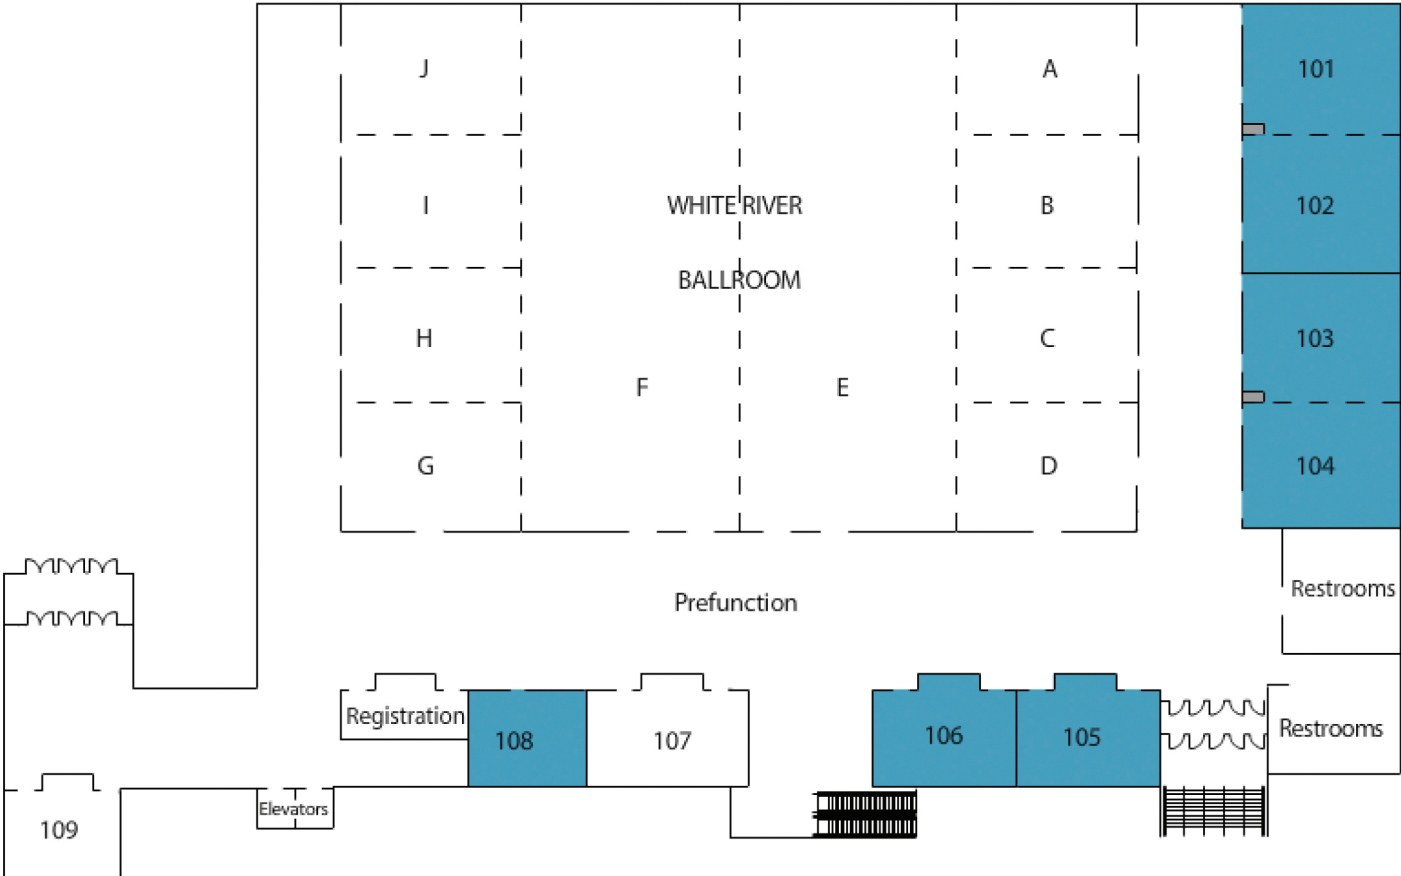 J
A
101
I
WHITE RIVER
B
102
BALLROOM
H
C
103
F
E
G
D
104
Restrooms
Prefunction
Registration
108
107
106
105
Restrooms
Elevators
109